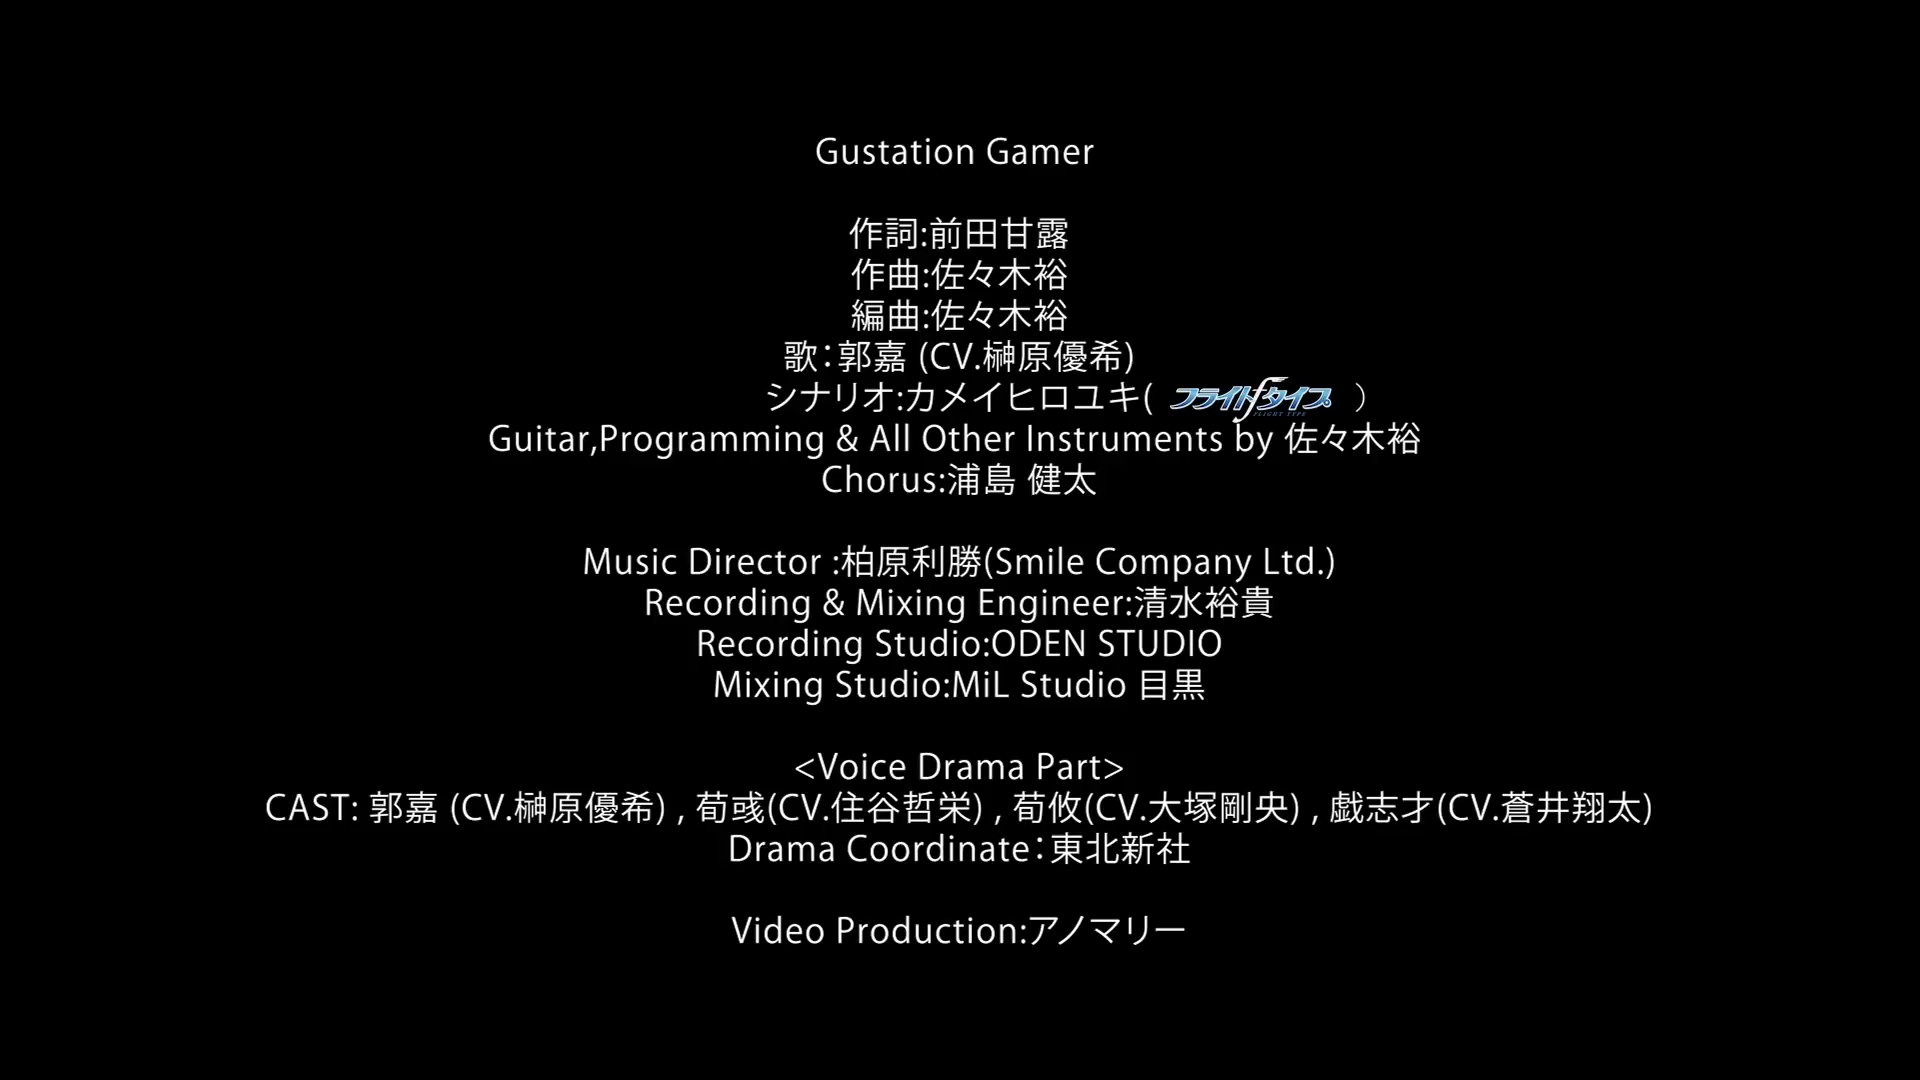 Gustation Gamer
作詞:前田甘露
作曲:佐々木裕
編曲:佐々木裕
歌：郭嘉 (CV.榊原優希)
シナリオ:カメイヒロユキ( フライトタイプ FLIGHT TYPE ）
Guitar,Programming & All Other Instruments by 佐々木裕
Chorus:浦島 健太
Music Director :柏原利勝(Smile Company Ltd.)
Recording & Mixing Engineer:清水裕貴
Recording Studio:ODEN STUDIO
Mixing Studio:MiL Studio 目黒
<Voice Drama Part>
CAST: 郭嘉 (CV.榊原優希) , 荀彧(CV.住谷哲栄) , 荀攸(CV.大塚剛央) , 戯志才(CV.蒼井翔太)
Drama Coordinate：東北新社
Video Production:アノマリー